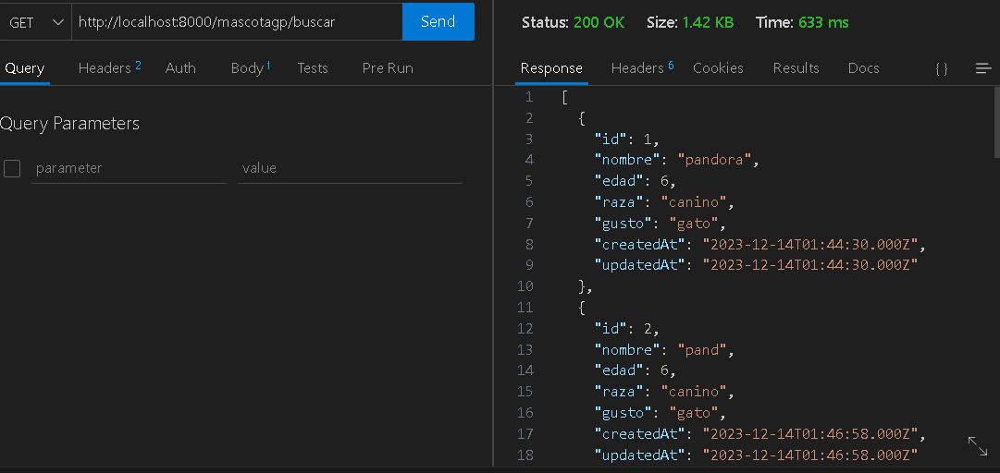 GET http://localhost:8000/mascotagp/buscar Send
Query Headers 2 Auth Body 1 Tests Pre Run
Query Parameters
parameter value
Status: 200 OK Size: 1.42 KB Time: 633 ms
Response Headers 6 Cookies Results Docs { }
1 [
2 {
3 "id": 1,
4 "nombre": "pandora",
5 "edad": 6,
6 "raza": "canino",
7 "gusto": "gato",
8 "createdAt": "2023-12-14T01:44:30.000Z",
9 "updatedAt": "2023-12-14T01:44:30.000Z"
10 },
11 {
12 "id": 2,
13 "nombre": "pand",
14 "edad": 6,
15 "raza": "canino",
16 "gusto": "gato",
17 "createdAt": "2023-12-14T01:46:58.000Z",
18 "updatedAt": "2023-12-14T01:46:58.000Z"